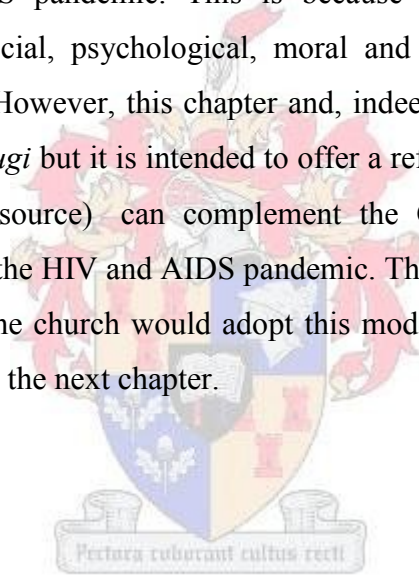 S pandemic. This is because
cial, psychological, moral and
However, this chapter and, indee
ugi but it is intended to offer a ref
source) can complement the
the HIV and AIDS pandemic. Th
ne church would adopt this mod
the next chapter.
Pectora roborant cultus recti